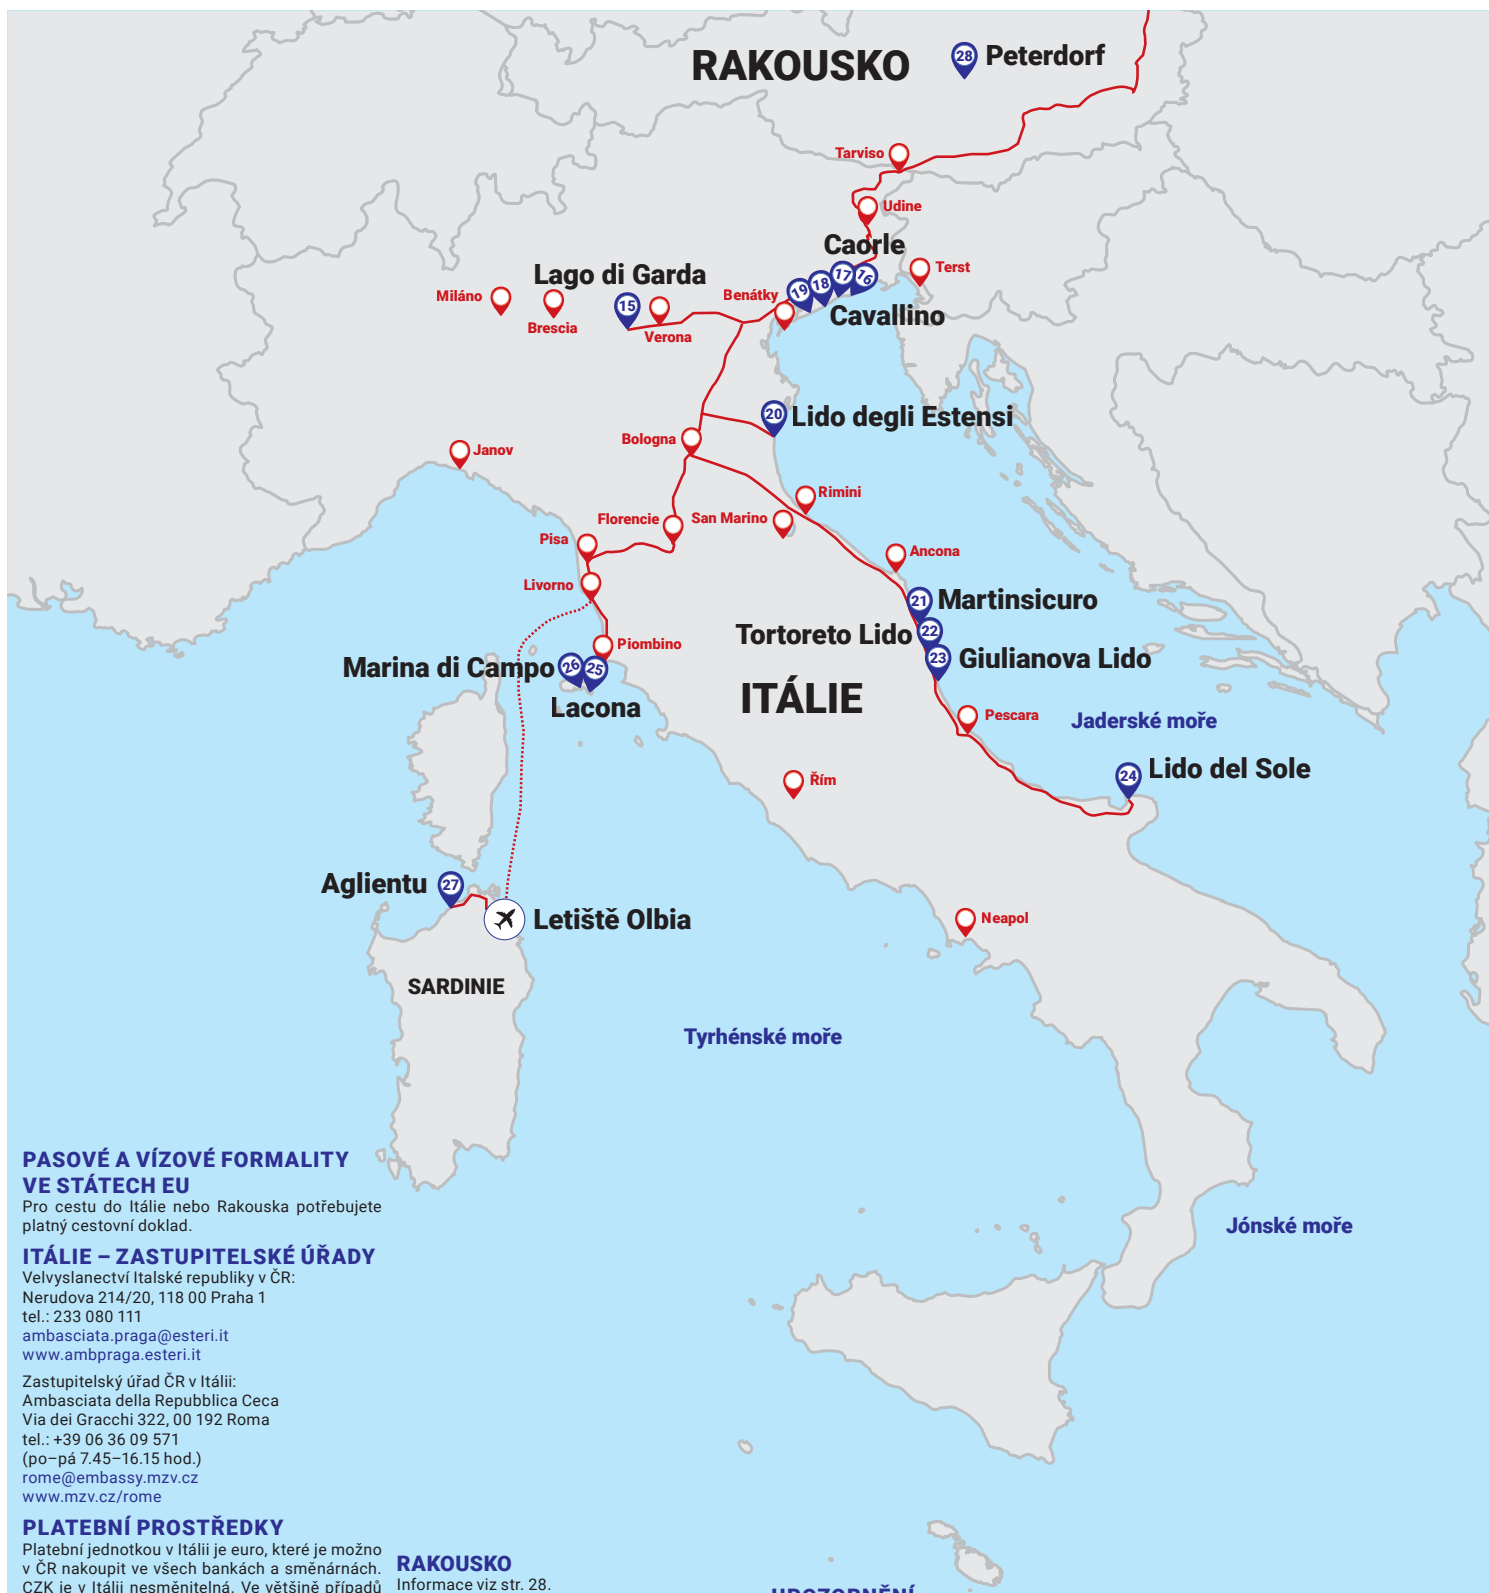 RAKOUSKO
28 Peterdorf
Tarviso
Udine
Caorle
Terst
Lago di Garda
15
19 18 17 16
Miláno
Brescia
Verona
Benátky
Cavallino
20 Lido degli Estensi
Bologna
Janov
Rimini
Florencie
San Marino
Pisa
Ancona
Livorno
21 Martinsicuro
Tortoreto Lido 22
Piombino
23 Giulianova Lido
Marina di Campo 26 25
Lacona
ITÁLIE
Pescara
Jaderské moře
24 Lido del Sole
Řím
Aglientu 27
Letiště Olbia
Neapol
SARDINIE
Tyrhénské moře
Jónské moře
PASOVÉ A VÍZOVÉ FORMALITY
VE STÁTECH EU
Pro cestu do Itálie nebo Rakouska potřebujete
platný cestovní doklad.
ITÁLIE – ZASTUPITELSKÉ ÚŘADY
Velvyslanectví Italské republiky v ČR:
Nerudova 214/20, 118 00 Praha 1
tel.: 233 080 111
ambasciata.praga@esteri.it
www.ambpraga.esteri.it
Zastupitelský úřad ČR v Itálii:
Ambasciata della Repubblica Ceca
Via dei Gracchi 322, 00 192 Roma
tel.: +39 06 36 09 571
(po–pá 7.45–16.15 hod.)
rome@embassy.mzv.cz
www.mzv.cz/rome
PLATEBNÍ PROSTŘEDKY
Platební jednotkou v Itálii je euro, které je možno
v ČR nakoupit ve všech bankách a směnárnách.
CZK je v Itálii nesměnitelná. Ve většině případů
RAKOUSKO
Informace viz str. 28.
UPOZORNĚNÍ